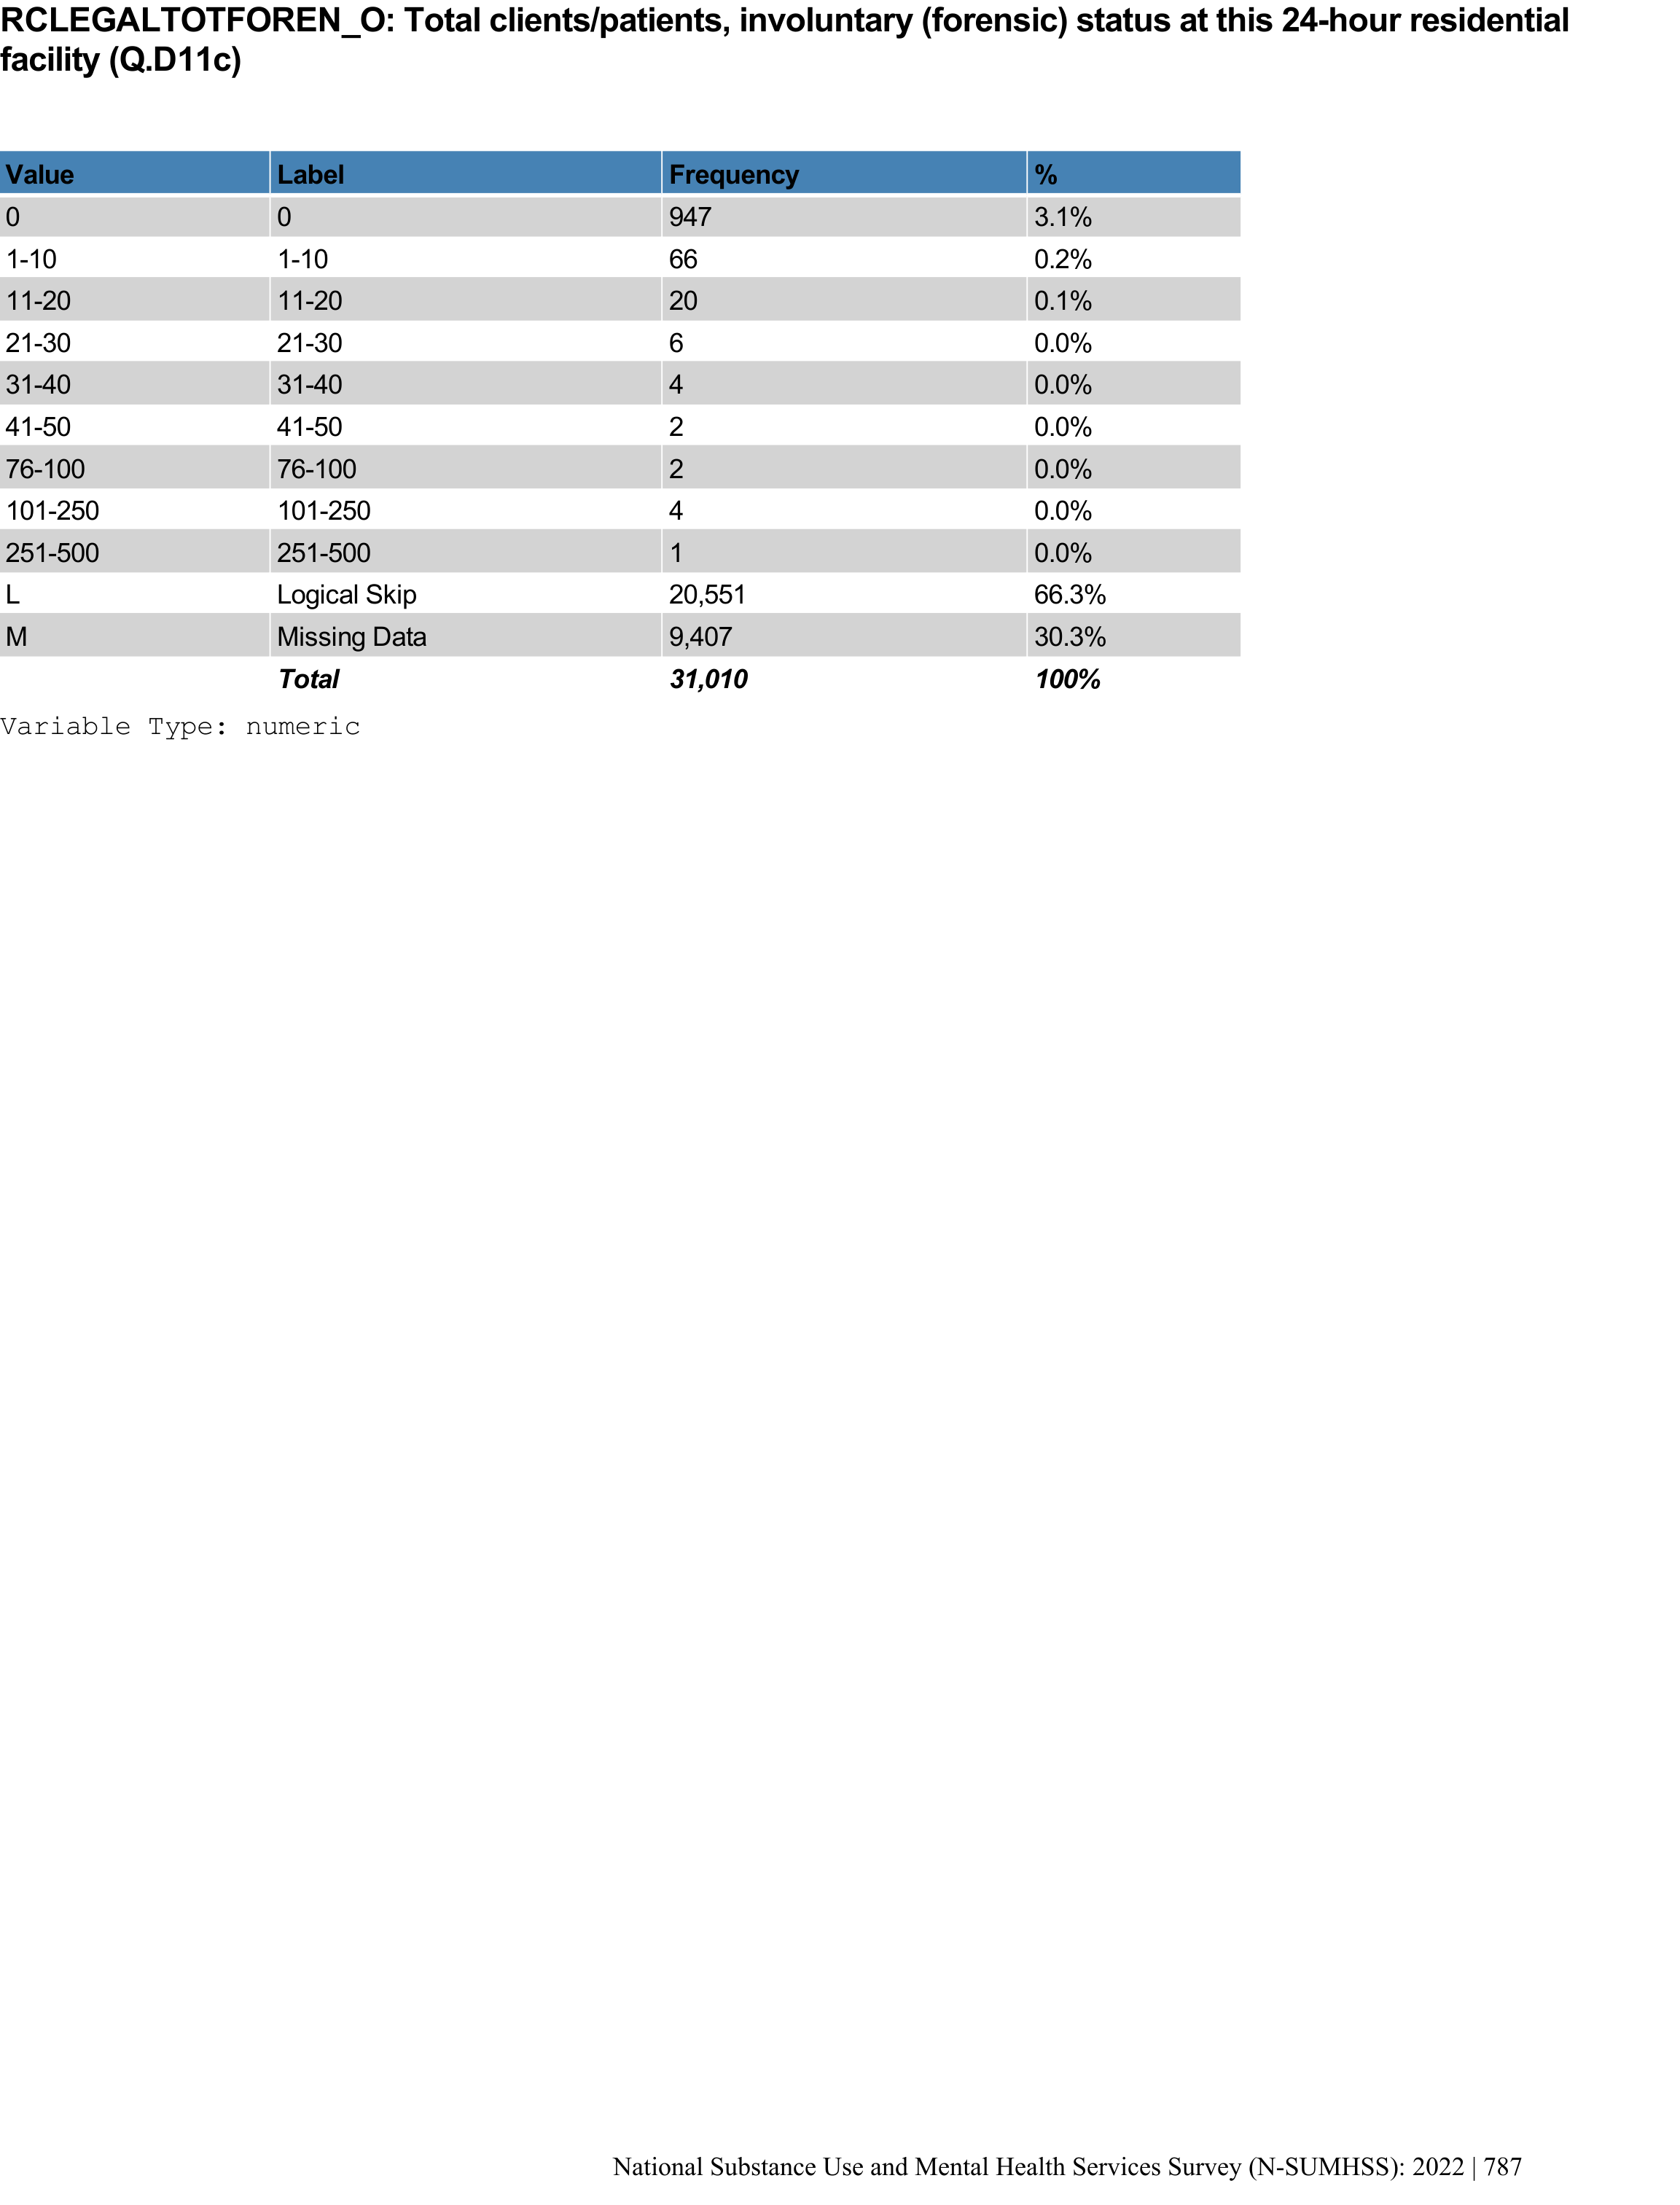 RCLEGALTOTFOREN_O: Total clients/patients, involuntary (forensic) status at this 24-hour residential
facility (Q.D11c)
Value Label Frequency %
0 0 947 3.1%
1-10 1-10 66 0.2%
11-20 11-20 20 0.1%
21-30 21-30 6 0.0%
31-40 31-40 4 0.0%
41-50 41-50 2 0.0%
76-100 76-100 2 0.0%
101-250 101-250 4 0.0%
251-500 251-500 1 0.0%
L Logical Skip 20,551 66.3%
M Missing Data 9,407 30.3%
Total 31,010 100%
Variable Type: numeric
National Substance Use and Mental Health Services Survey (N-SUMHSS): 2022 | 787